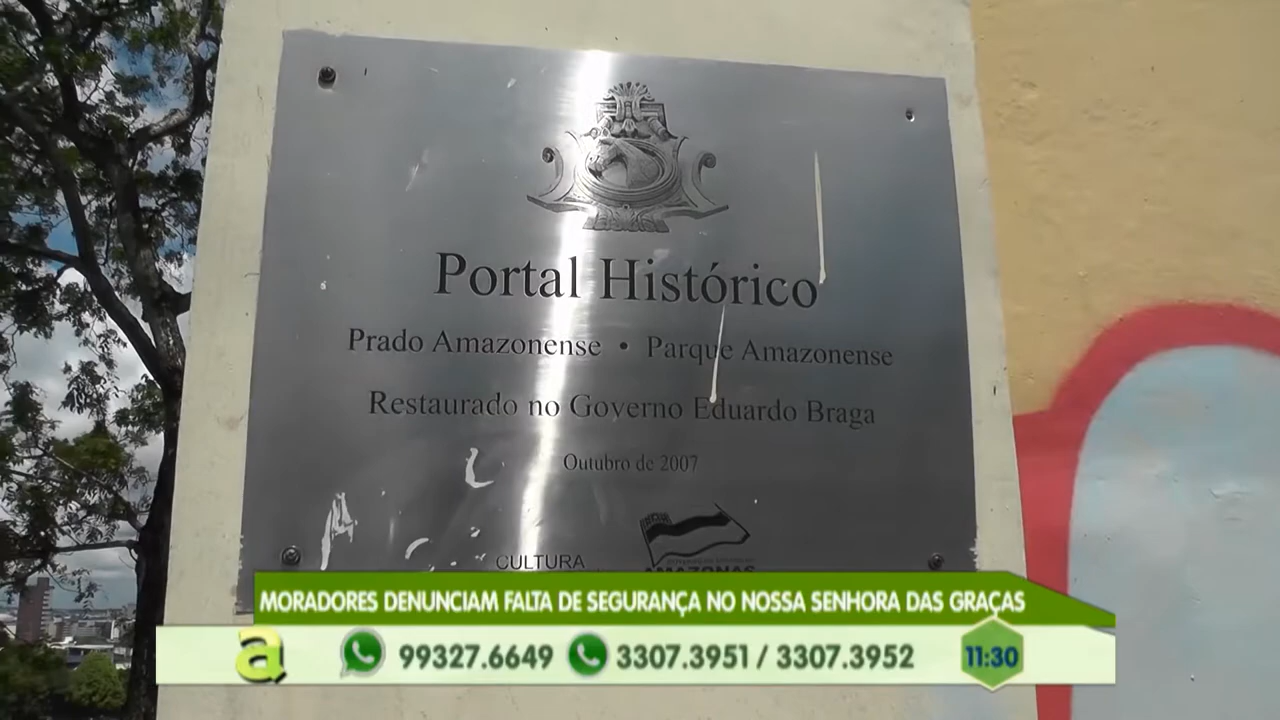 Portal Histórico
Prado Amazonense • Parque Amazonense
Restaurado no Governo Eduardo Braga
Outubro de 2007
CULTURA
AMAZONAS
MORADORES DENUNCIAM FALTA DE SEGURANÇA NO NOSSA SENHORA DAS GRAÇAS
a 99327.6649 3307.3951 / 3307.3952 11:30